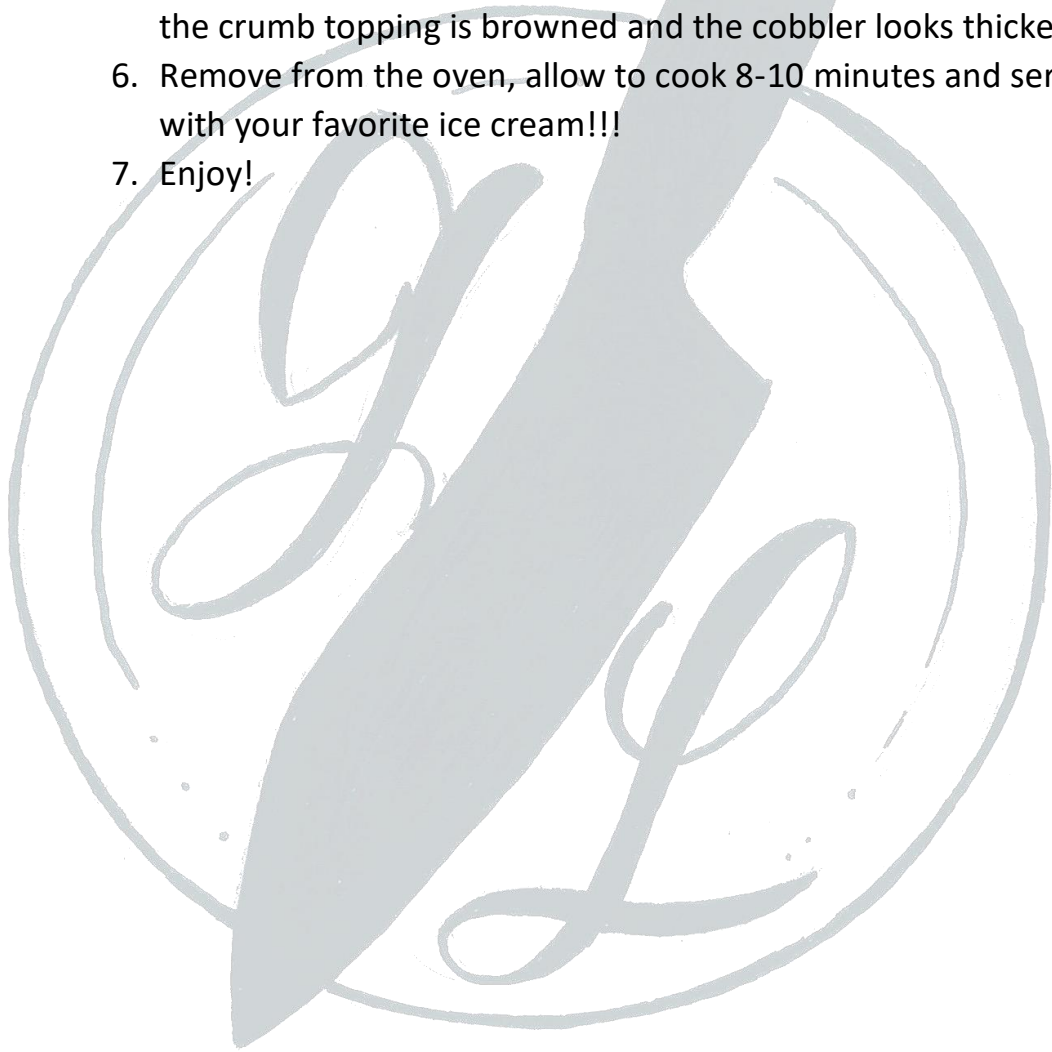 the crumb topping is browned and the cobbler looks thicke
6. Remove from the oven, allow to cook 8-10 minutes and ser
with your favorite ice cream!!!
7. Enjoy!
g
L